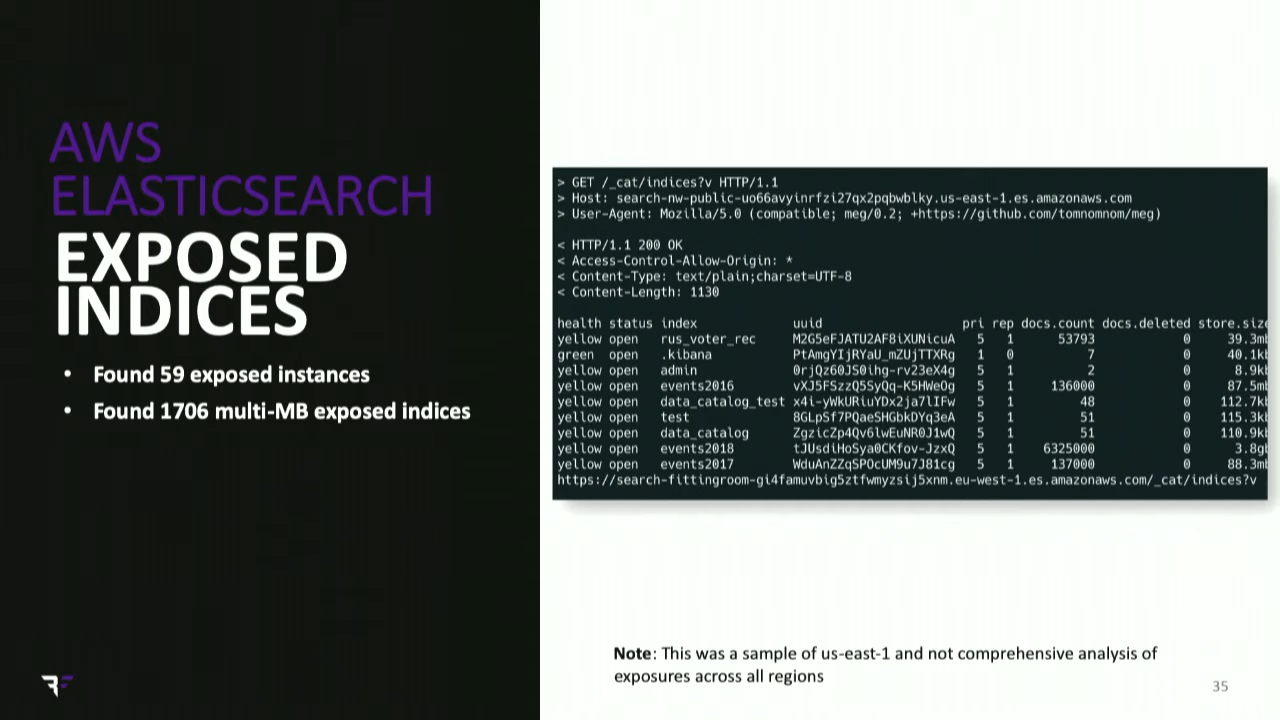 AWS
ELASTICSEARCH
EXPOSED
INDICES
• Found 59 exposed instances
• Found 1706 multi-MB exposed indices
> GET /_cat/indices?v HTTP/1.1
> Host: search-nw-public-uo66avyinrfzi27qx2pqbwblky.us-east-1.es.amazonaws.com
> User-Agent: Mozilla/5.0 (compatible; meg/0.2; +https://github.com/tomnomnom/meg)
< HTTP/1.1 200 OK
< Access-Control-Allow-Origin: *
< Content-Type: text/plain;charset=UTF-8
< Content-Length: 1130
health status index uuid pri rep docs.count docs.deleted store.size
yellow open rus_voter_rec M2G5eFJATU2AF8iXUNicuA 5 1 53793 0 39.3mb
green open .kibana PtAmgYIjRYaU_mZUjTTXRg 1 0 7 0 40.1kb
yellow open admin 0rjQz60JS0ihg-rv23eX4g 5 1 2 0 8.9kb
yellow open events2016 vXJ5FSzzQ5SyQq-K5HWeOg 5 1 136000 0 87.5mb
yellow open data_catalog_test x4i-yWkURiuYDx2ja7lIFw 5 1 48 0 112.7kb
yellow open test 8GLpSf7PQaeSHGbkDYq3eA 5 1 51 0 115.3kb
yellow open data_catalog ZgzicZp4Qv6lwEuNR0J1wQ 5 1 51 0 110.9kb
yellow open events2018 tJUsdiHoSya0CKfov-JzxQ 5 1 6325000 0 3.8gb
yellow open events2017 WduAnZZqSPOcUM9u7J81cg 5 1 137000 0 88.3mb
https://search-fittingroom-gi4famuvbig5ztfwmyzsij5xnm.eu-west-1.es.amazonaws.com/_cat/indices?v
Note: This was a sample of us-east-1 and not comprehensive analysis of
exposures across all regions
35